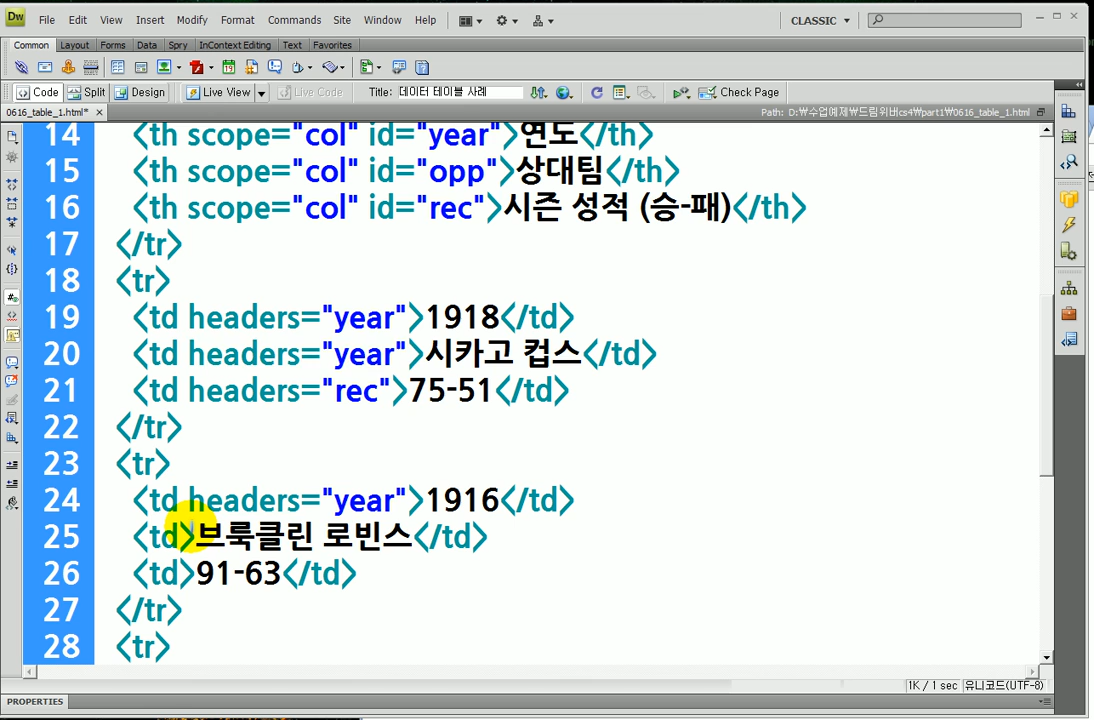 Dw File Edit View Insert Modify Format Commands Site Window Help CLASSIC
Common Layout Forms Data Spry InContext Editing Text Favorites
Code Split Design Live View Live Code Title: 데이터 테이블 사례 Check Page
0616_table_1.html* Path: D:₩수업예제₩드림위버cs4₩part1₩0616_table_1.html
14 <th scope="col" id="year">연도</th>
15 <th scope="col" id="opp">상대팀</th>
16 <th scope="col" id="rec">시즌 성적 (승-패)</th>
17 </tr>
18 <tr>
19 <td headers="year">1918</td>
20 <td headers="year">시카고 컵스</td>
21 <td headers="rec">75-51</td>
22 </tr>
23 <tr>
24 <td headers="year">1916</td>
25 <td>브룩클린 로빈스</td>
26 <td>91-63</td>
27 </tr>
28 <tr>
1K / 1 sec 유니코드(UTF-8)
PROPERTIES